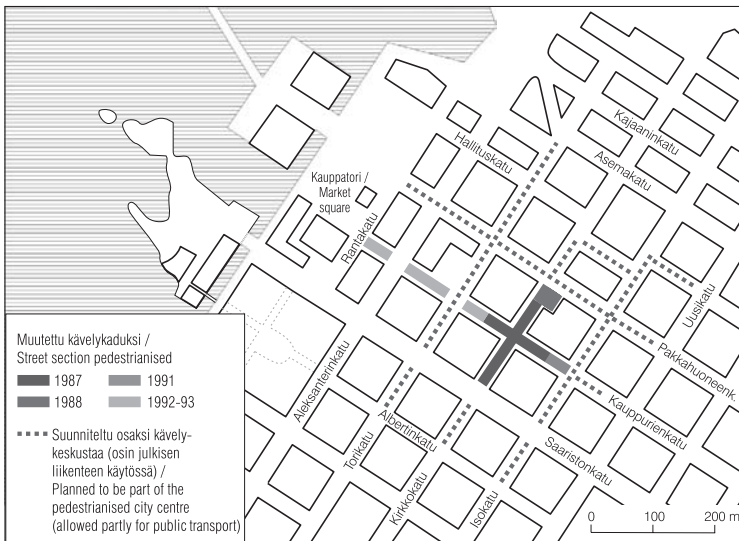 Kajaaninkatu
Hallituskatu
Asemakatu
Kauppatori /
Market
square
Rantakatu
Uusikatu
Pakkahuoneenk.
Kauppurienkatu
Saaristonkatu
Aleksanterinkatu
Torikatu
Albertinkatu
Kirkkokatu
Isokatu
Muutettu kävelykaduksi /
Street section pedestrianised
1987 1991
1988 1992-93
Suunniteltu osaksi kävely-
keskustaa (osin julkisen
liikenteen käytössä) /
Planned to be part of the
pedestrianised city centre
(allowed partly for public transport)
0 100 200 m